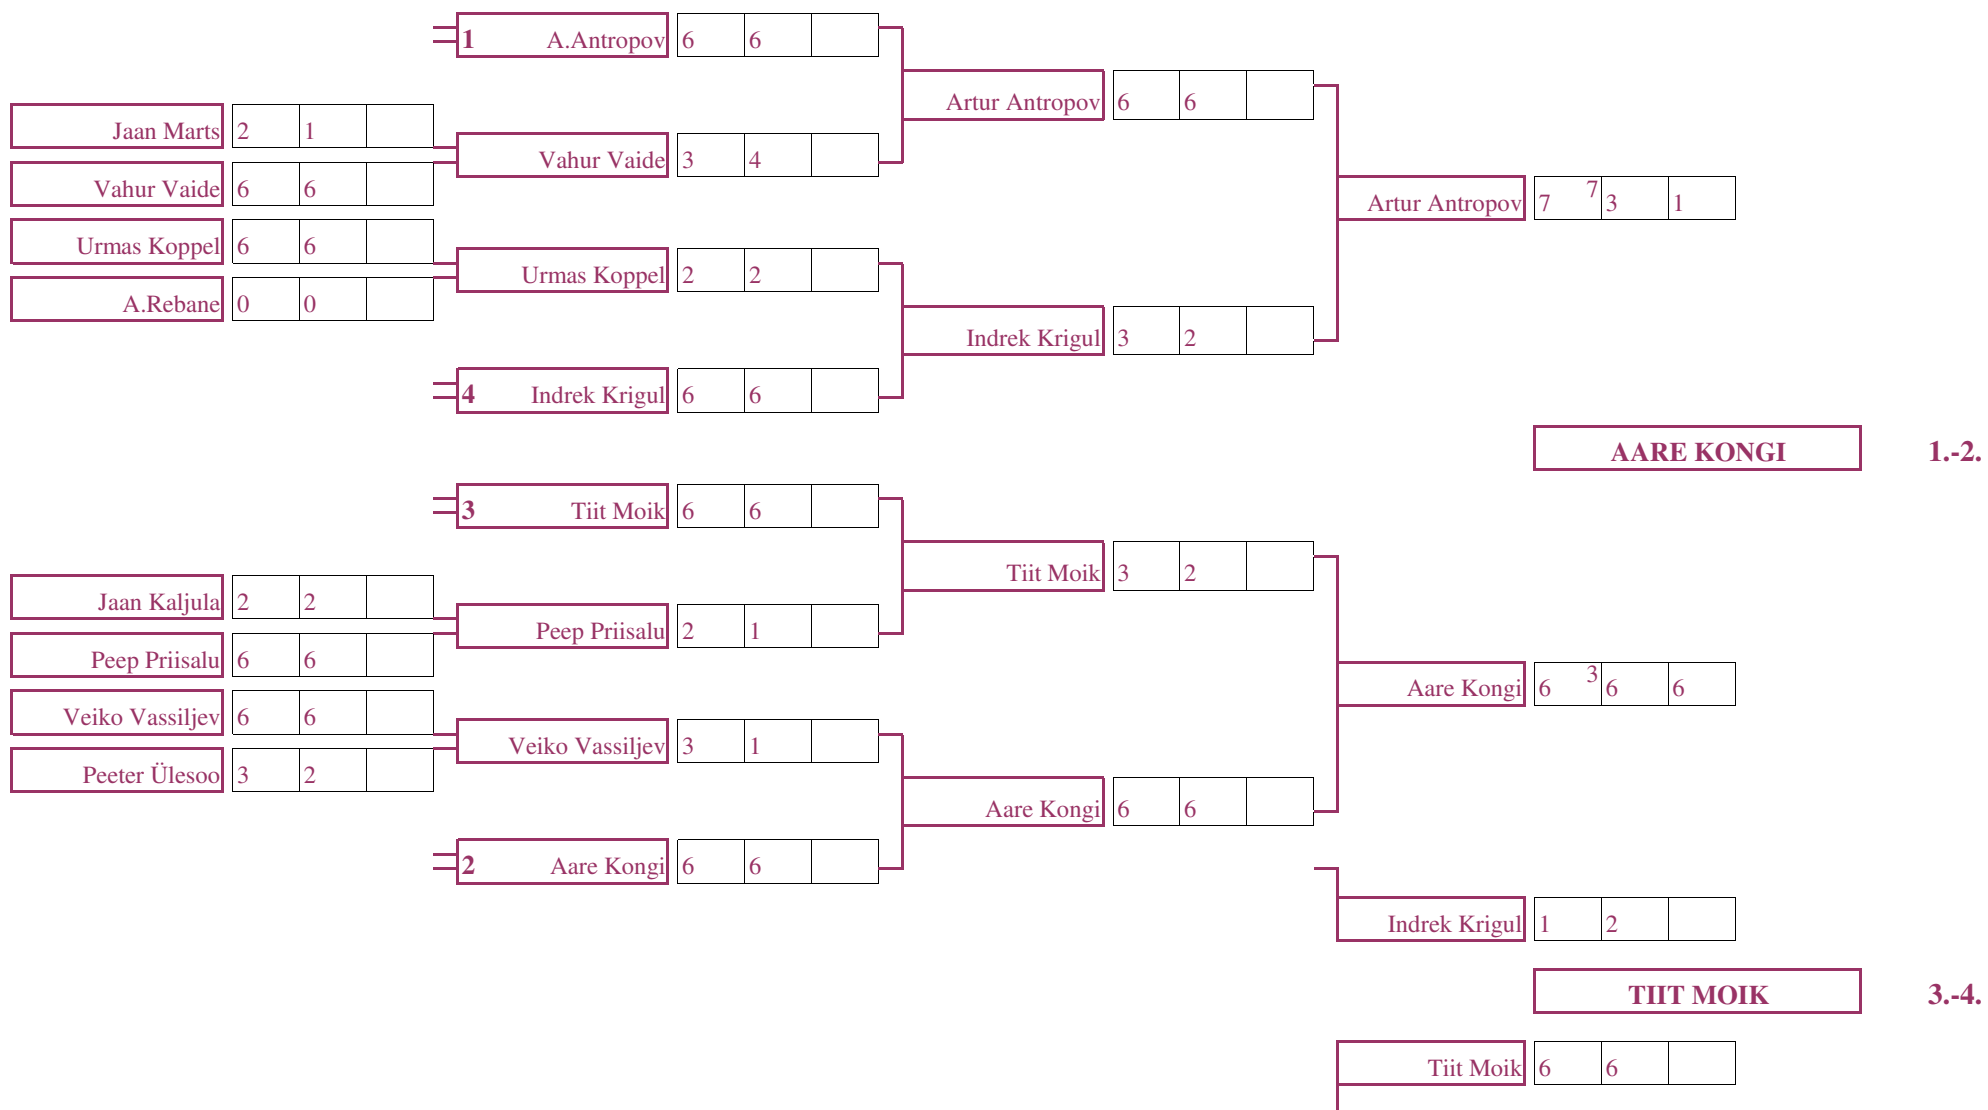 1 A.Antropov 6 6
Artur Antropov 6 6
Jaan Marts 2 1
Vahur Vaide 3 4
Vahur Vaide 6 6
Artur Antropov 7 7 3 1
Urmas Koppel 6 6
Urmas Koppel 2 2
A.Rebane 0 0
Indrek Krigul 3 2
4 Indrek Krigul 6 6
AARE KONGI 1.-2.
3 Tiit Moik 6 6
Tiit Moik 3 2
Jaan Kaljula 2 2
Peep Priisalu 2 1
Peep Priisalu 6 6
Aare Kongi 6 3 6 6
Veiko Vassiljev 6 6
Veiko Vassiljev 3 1
Peeter Ülesoo 3 2
Aare Kongi 6 6
2 Aare Kongi 6 6
Indrek Krigul 1 2
TIIT MOIK 3.-4.
Tiit Moik 6 6